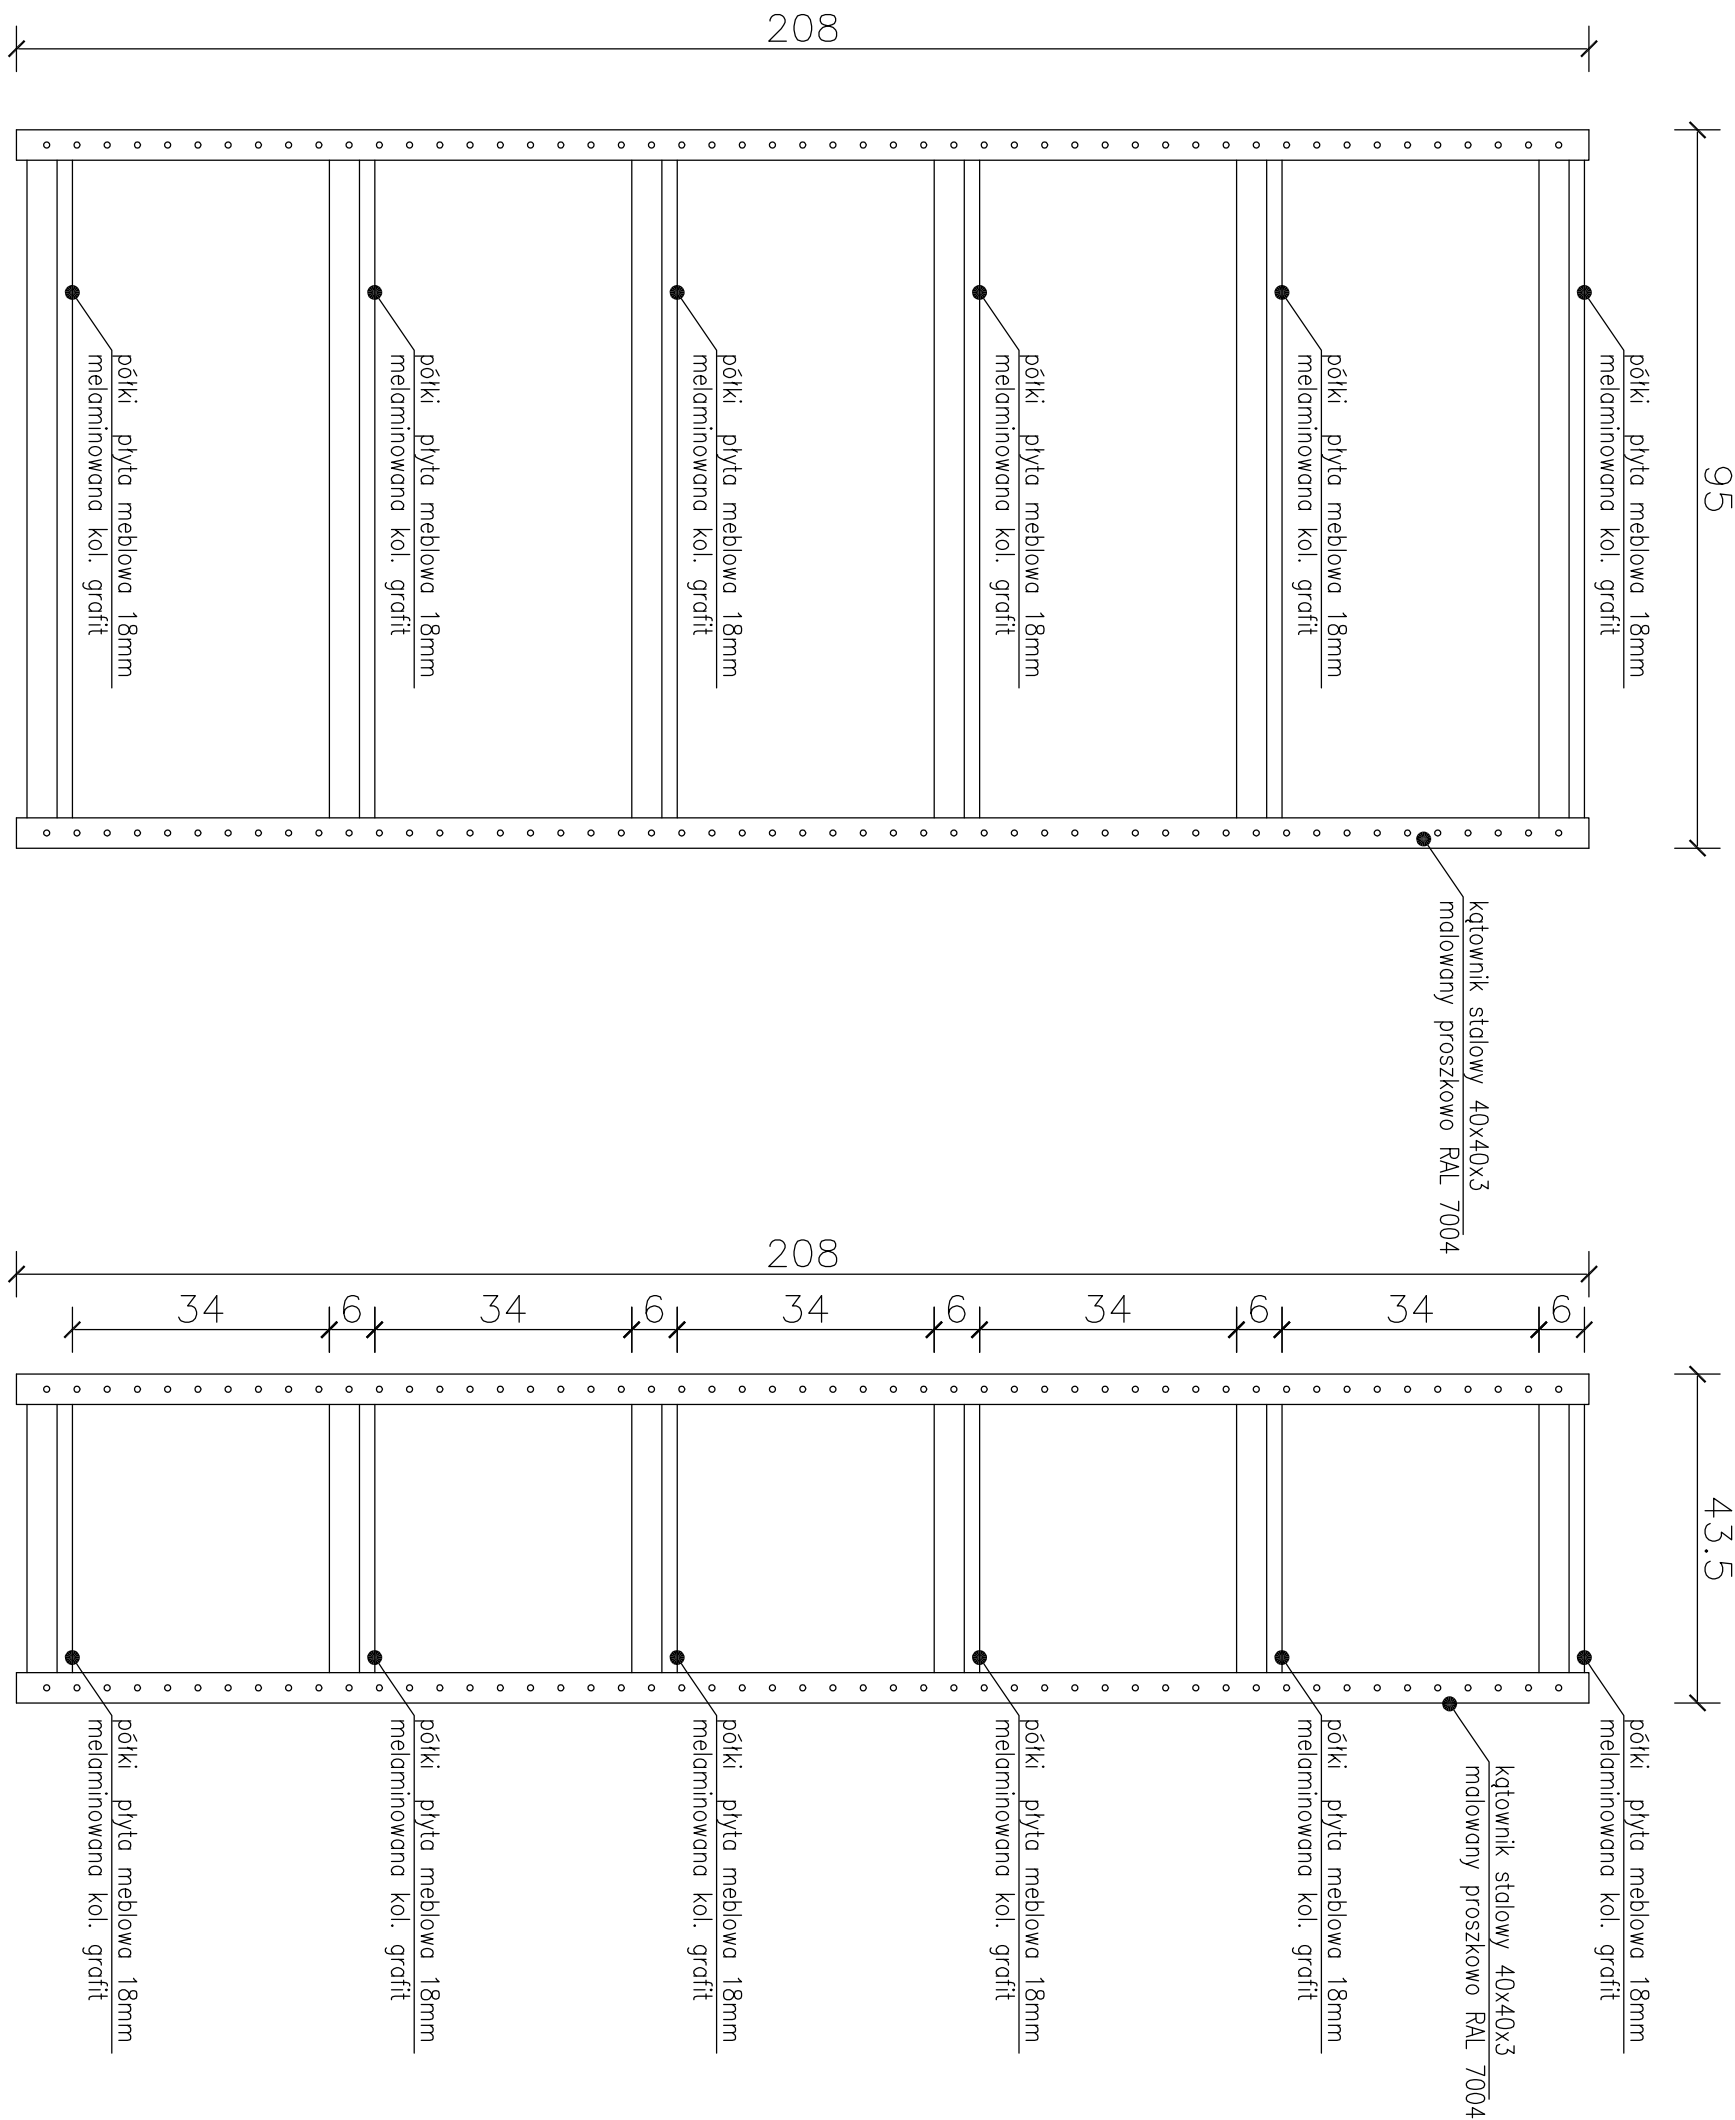 95
208
półki płyta meblowa 18mm
melaminowana kol. grafit
półki płyta meblowa 18mm
melaminowana kol. grafit
półki płyta meblowa 18mm
melaminowana kol. grafit
półki płyta meblowa 18mm
melaminowana kol. grafit
półki płyta meblowa 18mm
melaminowana kol. grafit
półki płyta meblowa 18mm
melaminowana kol. grafit
kątownik stalowy 40x40x3
malowany proszkowo RAL 7004
43.5
208
6
34
6
34
6
34
6
34
6
34
półki płyta meblowa 18mm
melaminowana kol. grafit
kątownik stalowy 40x40x3
malowany proszkowo RAL 7004
półki płyta meblowa 18mm
melaminowana kol. grafit
półki płyta meblowa 18mm
melaminowana kol. grafit
półki płyta meblowa 18mm
melaminowana kol. grafit
półki płyta meblowa 18mm
melaminowana kol. grafit
półki płyta meblowa 18mm
melaminowana kol. grafit